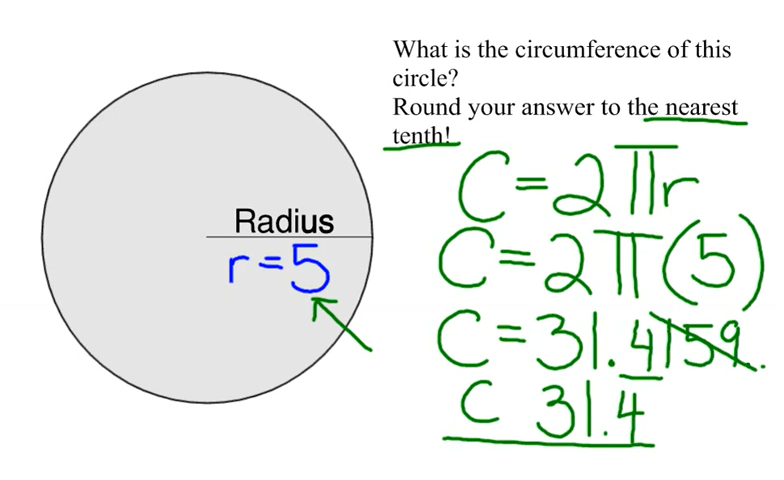 What is the circumference of this
circle?
Round your answer to the nearest
tenth!
C=2πr
Radius
r=5
C=2π(5)
C=31.4159.
C 31.4